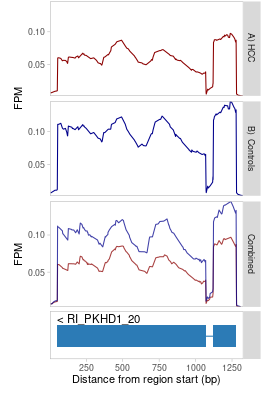 0.10
0.05
FPM
A) HCC
0.10
0.05
B) Controls
0.10
0.05
FPM
Combined
< RI_PKHD1_20
250 500 750 1000 1250
Distance from region start (bp)